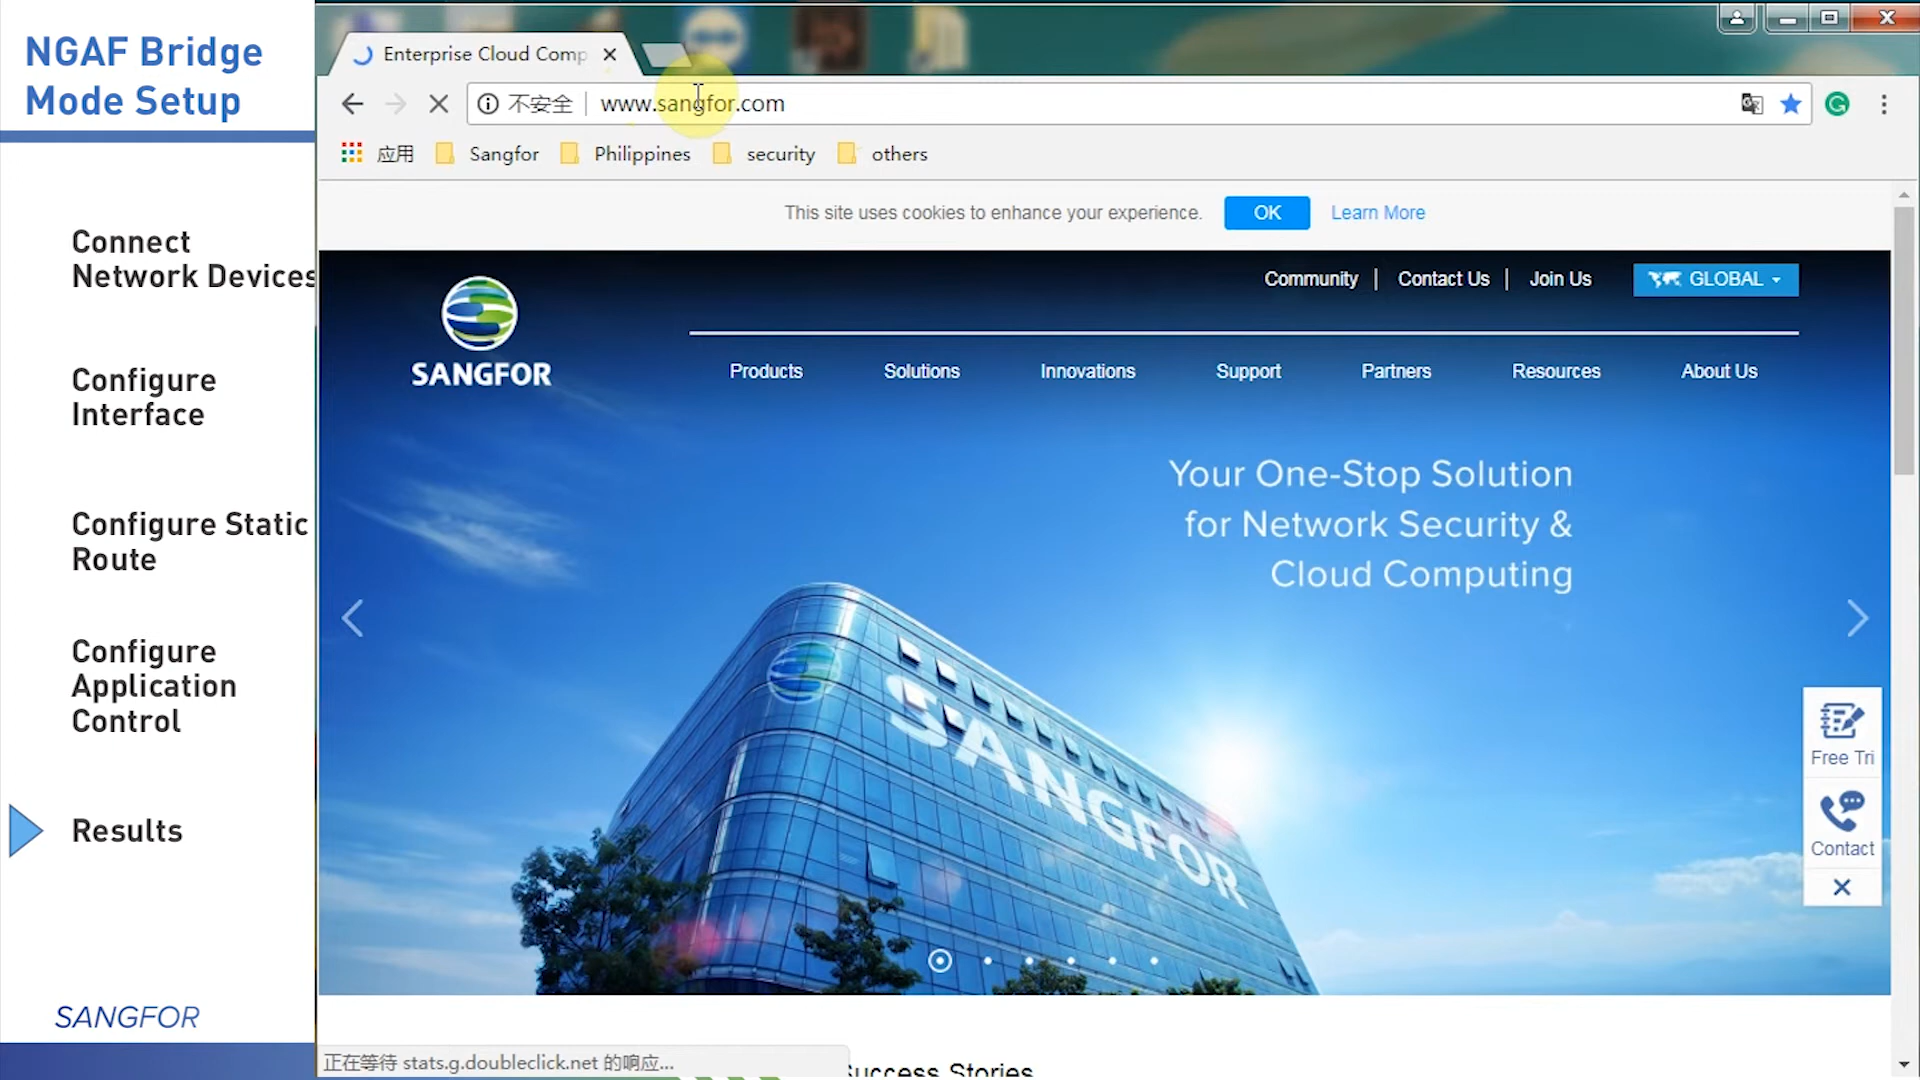 NGAF Bridge
Mode Setup
Connect
Network Devices
Configure
Interface
Configure Static
Route
Configure
Application
Control
Results
SANGFOR
Enterprise Cloud Comp
不安全
www.sangfor.com
应用
Sangfor
Philippines
security
others
This site uses cookies to enhance your experience.
OK
Learn More
Community
Contact Us
Join Us
GLOBAL
SANGFOR
Products
Solutions
Innovations
Support
Partners
Resources
About Us
Your One-Stop Solution
for Network Security &
Cloud Computing
SANGFOR
Free Tri
Contact
正在等待 stats.g.doubleclick.net 的响应...
Success Stories